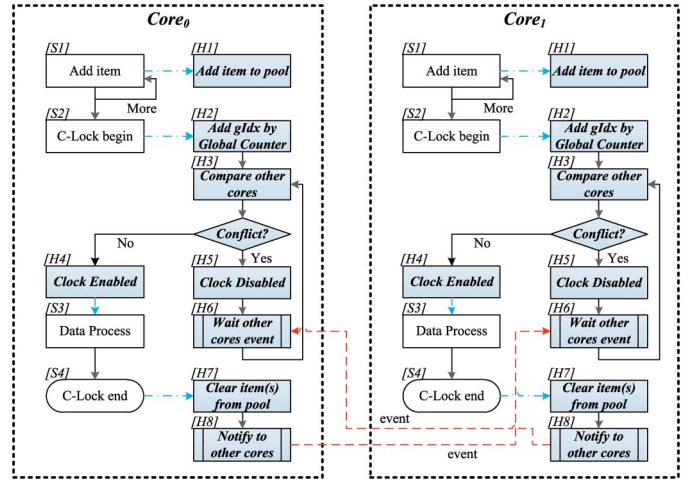 Core0
[S1]
Add item
[H1]
Add item to pool
More
[S2]
C-Lock begin
[H2]
Add gIdx by
Global Counter
[H3]
Compare other
cores
Conflict?
No
Yes
[H4]
Clock Enabled
[H5]
Clock Disabled
[S3]
Data Process
[H6]
Wait other
cores event
[S4]
C-Lock end
[H7]
Clear item(s)
from pool
[H8]
Notify to
other cores
event
event
Core1
[S1]
Add item
[H1]
Add item to pool
More
[S2]
C-Lock begin
[H2]
Add gIdx by
Global Counter
[H3]
Compare other
cores
Conflict?
No
Yes
[H4]
Clock Enabled
[H5]
Clock Disabled
[S3]
Data Process
[H6]
Wait other
cores event
[S4]
C-Lock end
[H7]
Clear item(s)
from pool
[H8]
Notify to
other cores